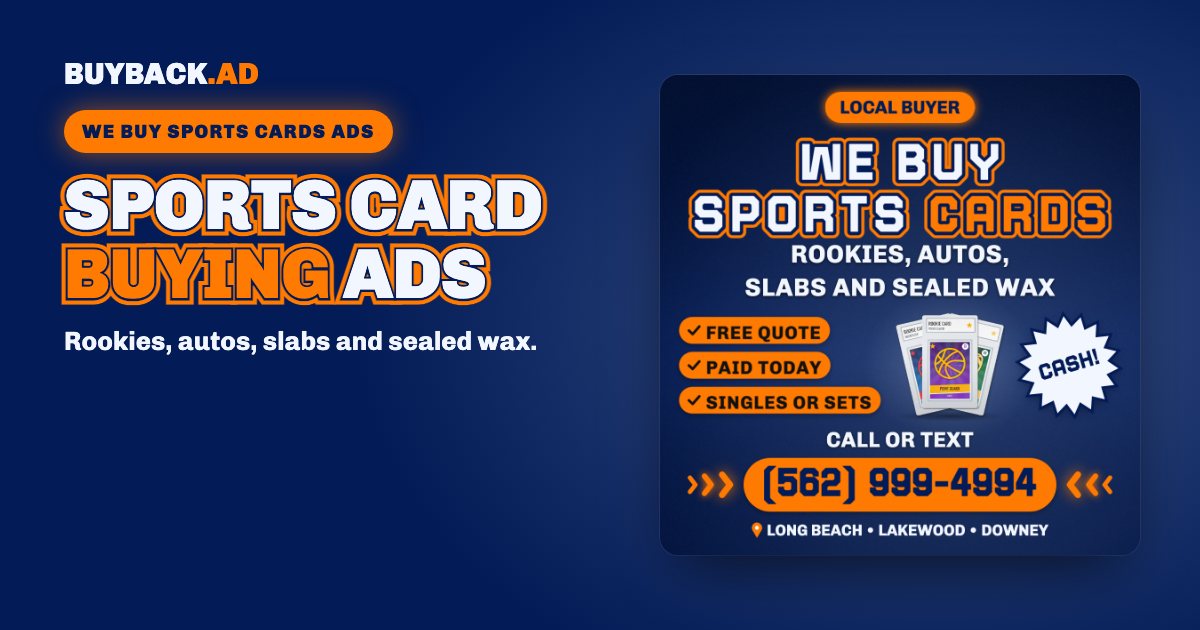 BUYBACK.AD
WE BUY SPORTS CARDS ADS
SPORTS CARD
BUYING ADS
Rookies, autos, slabs and sealed wax.
LOCAL BUYER
WE BUY
SPORTS CARDS
ROOKIES, AUTOS,
SLABS AND SEALED WAX
FREE QUOTE
PAID TODAY
SINGLES OR SETS
ROOKIE CARD
CASH!
CALL OR TEXT
(562) 999-4994
LONG BEACH • LAKEWOOD • DOWNEY